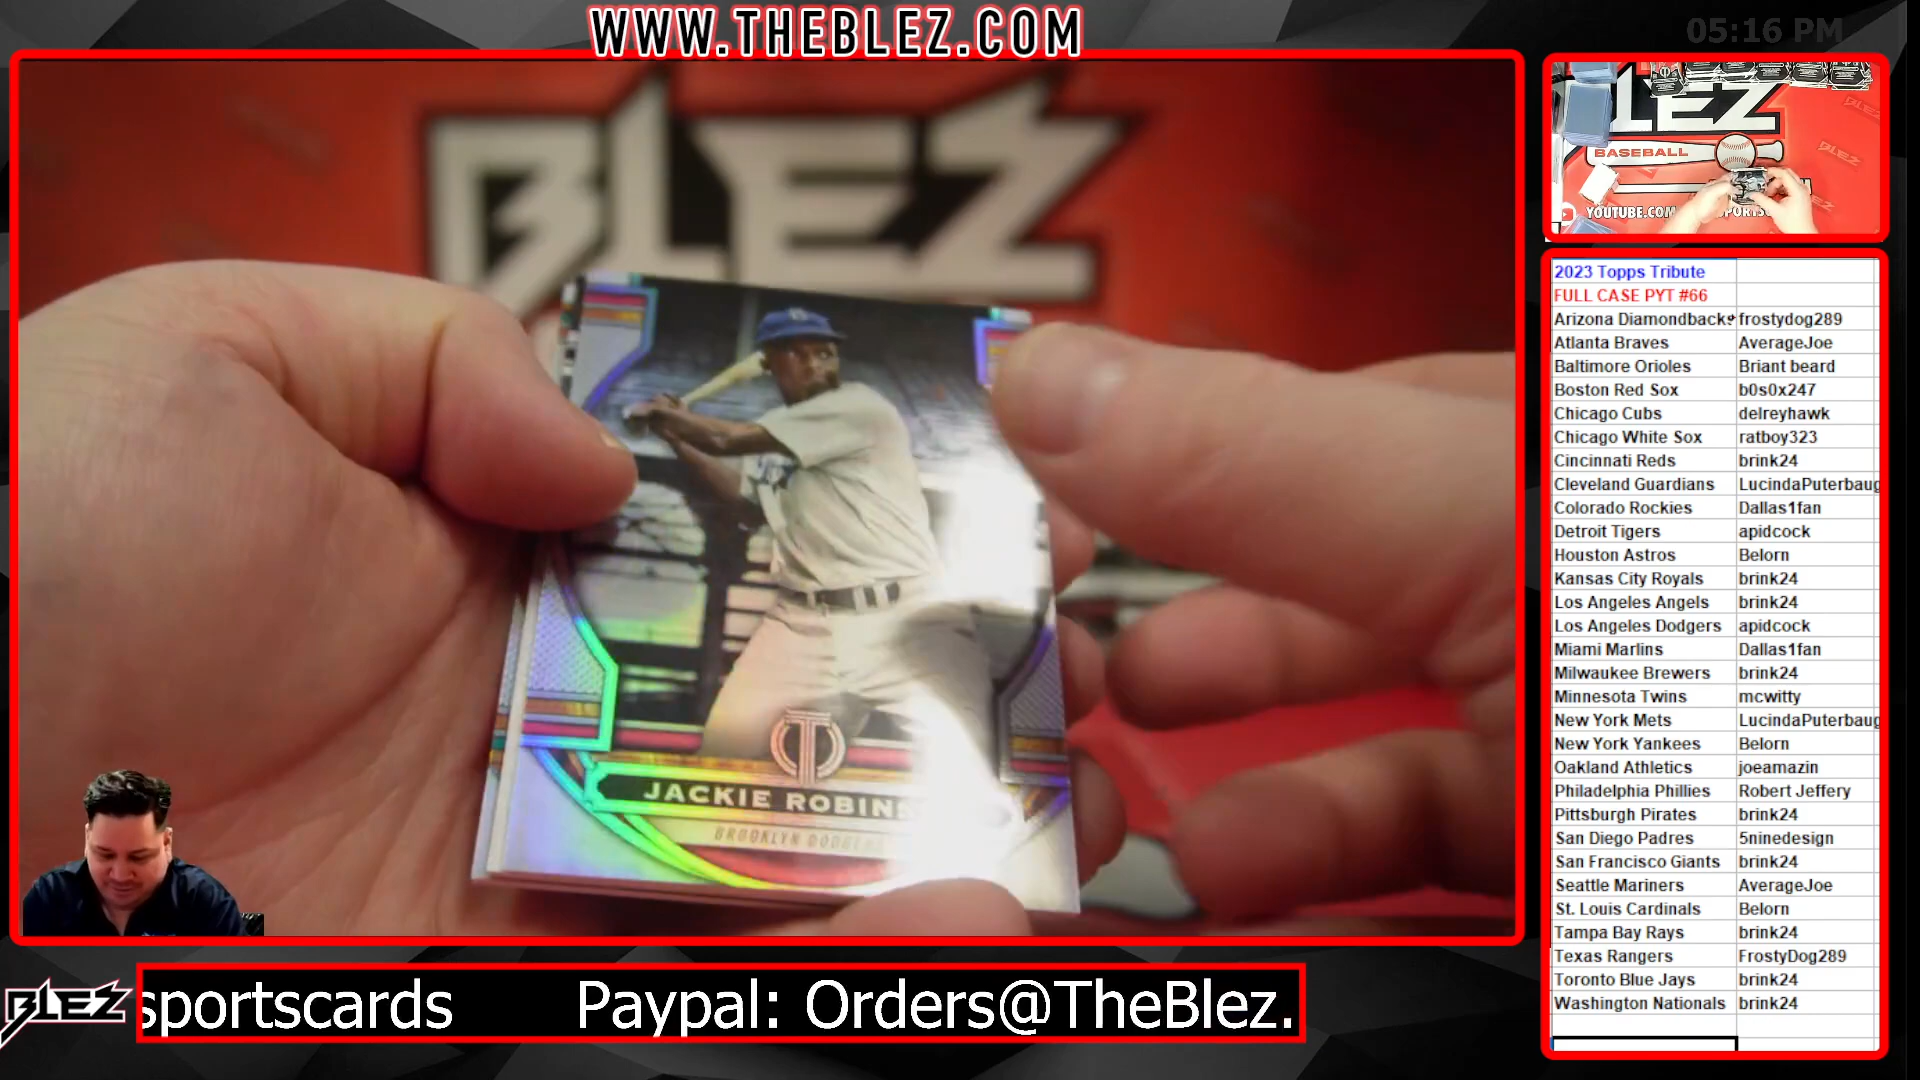 WWW.THEBLEZ.COM
05:16 PM
BLEZ
JACKIE ROBINS
BROOKLYN DODGERS
LEZ
BLEZ
BASEBALL
YOUTUBE.COM
2023 Topps Tribute
FULL CASE PYT #66
Arizona Diamondbacks frostydog289
Atlanta Braves AverageJoe
Baltimore Orioles Briant beard
Boston Red Sox b0s0x247
Chicago Cubs delreyhawk
Chicago White Sox ratboy323
Cincinnati Reds brink24
Cleveland Guardians LucindaPuterbaug
Colorado Rockies Dallas1fan
Detroit Tigers apidcock
Houston Astros Belorn
Kansas City Royals brink24
Los Angeles Angels brink24
Los Angeles Dodgers apidcock
Miami Marlins Dallas1fan
Milwaukee Brewers brink24
Minnesota Twins mcwitty
New York Mets LucindaPuterbaug
New York Yankees Belorn
Oakland Athletics joeamazin
Philadelphia Phillies Robert Jeffery
Pittsburgh Pirates brink24
San Diego Padres 5ninedesign
San Francisco Giants brink24
Seattle Mariners AverageJoe
St. Louis Cardinals Belorn
Tampa Bay Rays brink24
Texas Rangers FrostyDog289
Toronto Blue Jays brink24
Washington Nationals brink24
BLEZ
sportscards Paypal: Orders@TheBlez.